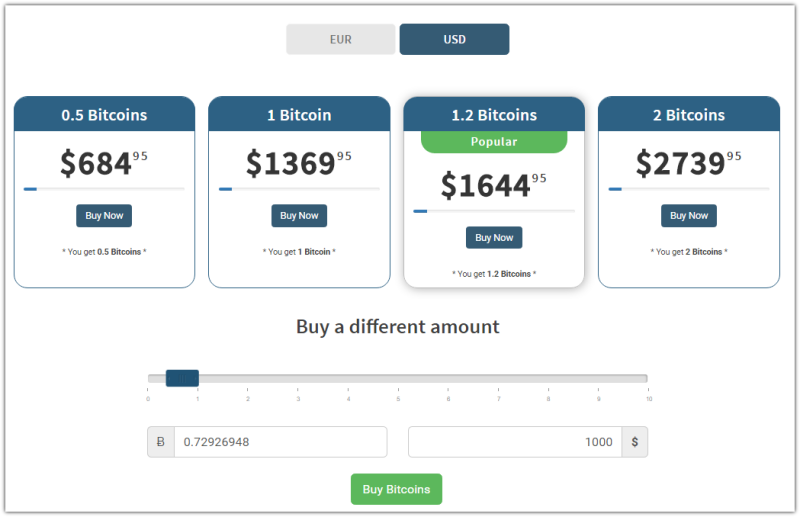 EUR USD
0.5 Bitcoins 1 Bitcoin 1.2 Bitcoins 2 Bitcoins
Popular
$684 95 $1369 95 $1644 95 $2739 95
Buy Now Buy Now Buy Now Buy Now
* You get 0.5 Bitcoins * * You get 1 Bitcoin * * You get 1.2 Bitcoins * * You get 2 Bitcoins *
Buy a different amount
0 1 2 3 4 5 6 7 8 9 10
Ƀ 0.72926948 1000 $
Buy Bitcoins